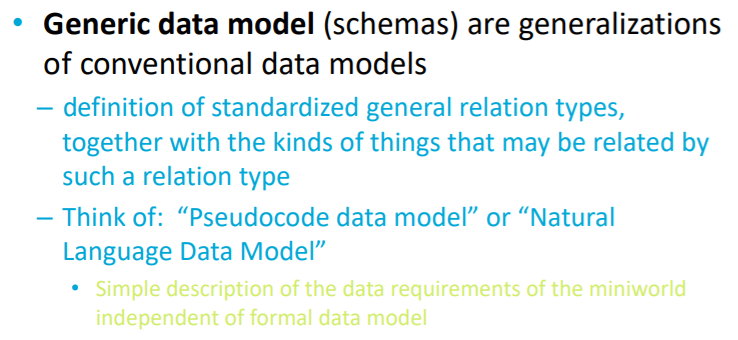 • Generic data model (schemas) are generalizations
of conventional data models
– definition of standardized general relation types,
together with the kinds of things that may be related by
such a relation type
– Think of: “Pseudocode data model” or “Natural
Language Data Model”
• Simple description of the data requirements of the miniworld
independent of formal data model